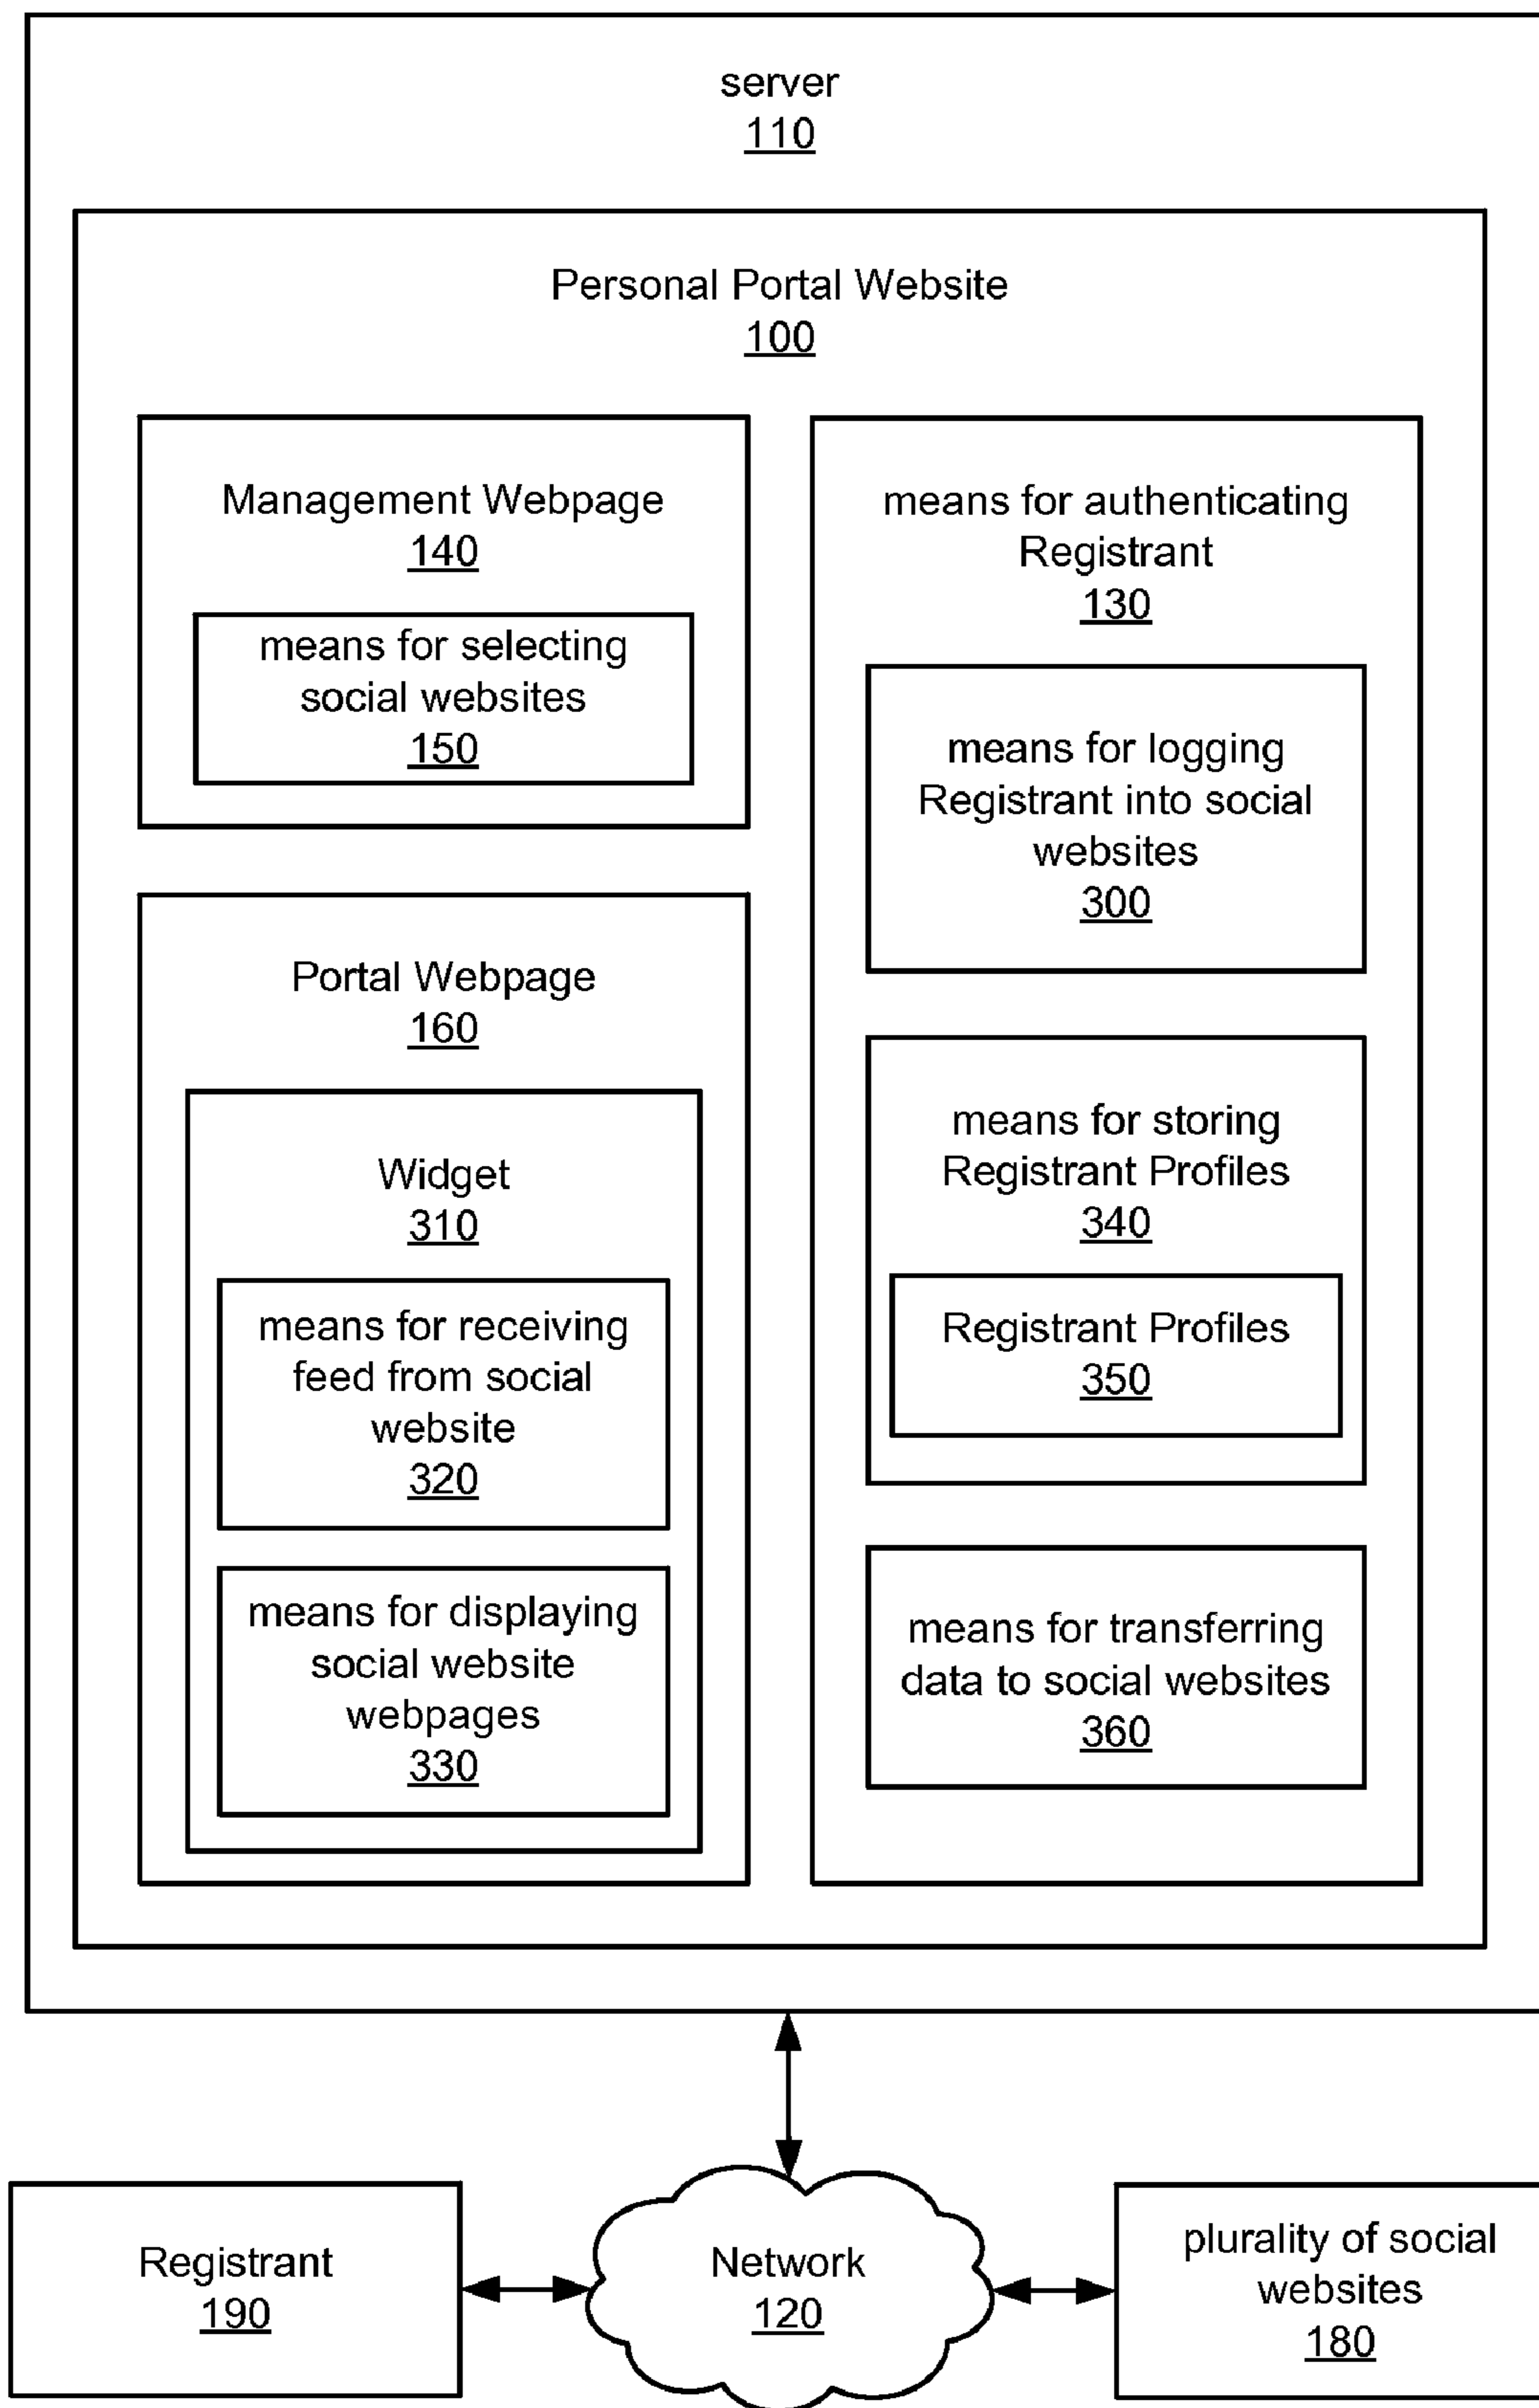 server
110
Personal Portal Website
100
Management Webpage
140
means for selecting
social websites
150
Portal Webpage
160
Widget
310
means for receiving
feed from social
website
320
means for displaying
social website
webpages
330
means for authenticating
Registrant
130
means for logging
Registrant into social
websites
300
means for storing
Registrant Profiles
340
Registrant Profiles
350
means for transferring
data to social websites
360
Registrant
190
Network
120
plurality of social
websites
180